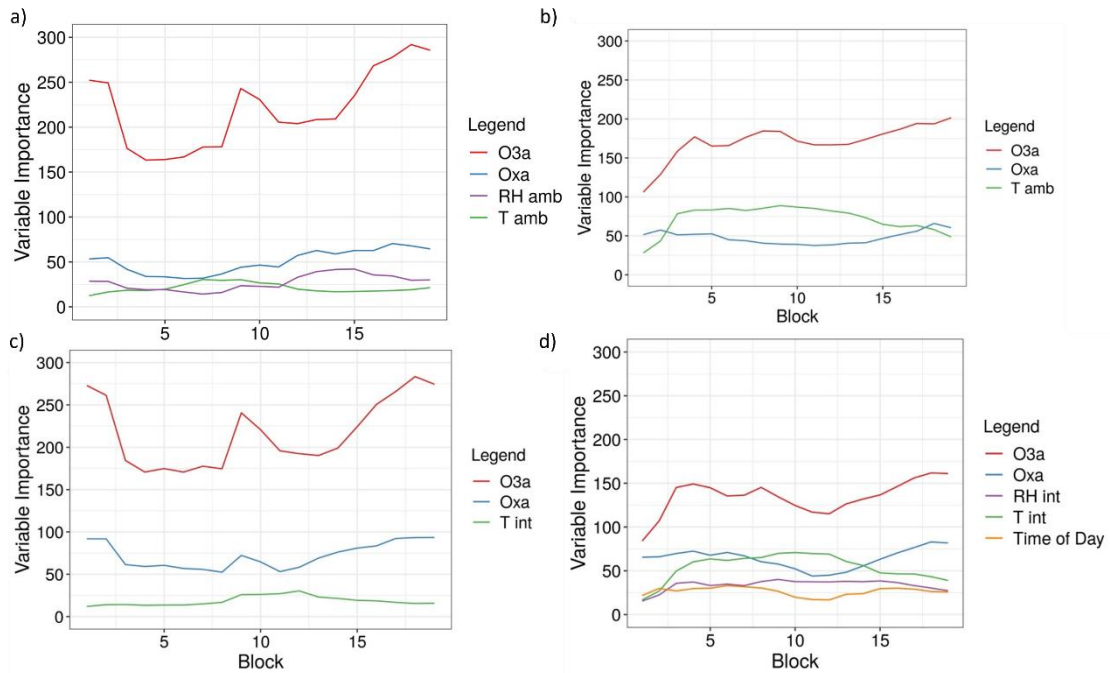 a)
300
250
200
150
100
50
0
Variable Importance
5
10
15
Legend
O3a
Oxa
RH amb
T amb
b)
300
250
200
150
100
50
0
Variable Importance
5
10
15
Block
Legend
O3a
Oxa
T amb
c)
300
250
200
150
100
50
0
Variable Importance
5
10
15
Block
Legend
O3a
Oxa
T int
d)
300
250
200
150
100
50
0
Variable Importance
5
10
15
Block
Legend
O3a
Oxa
RH int
T int
Time of Day